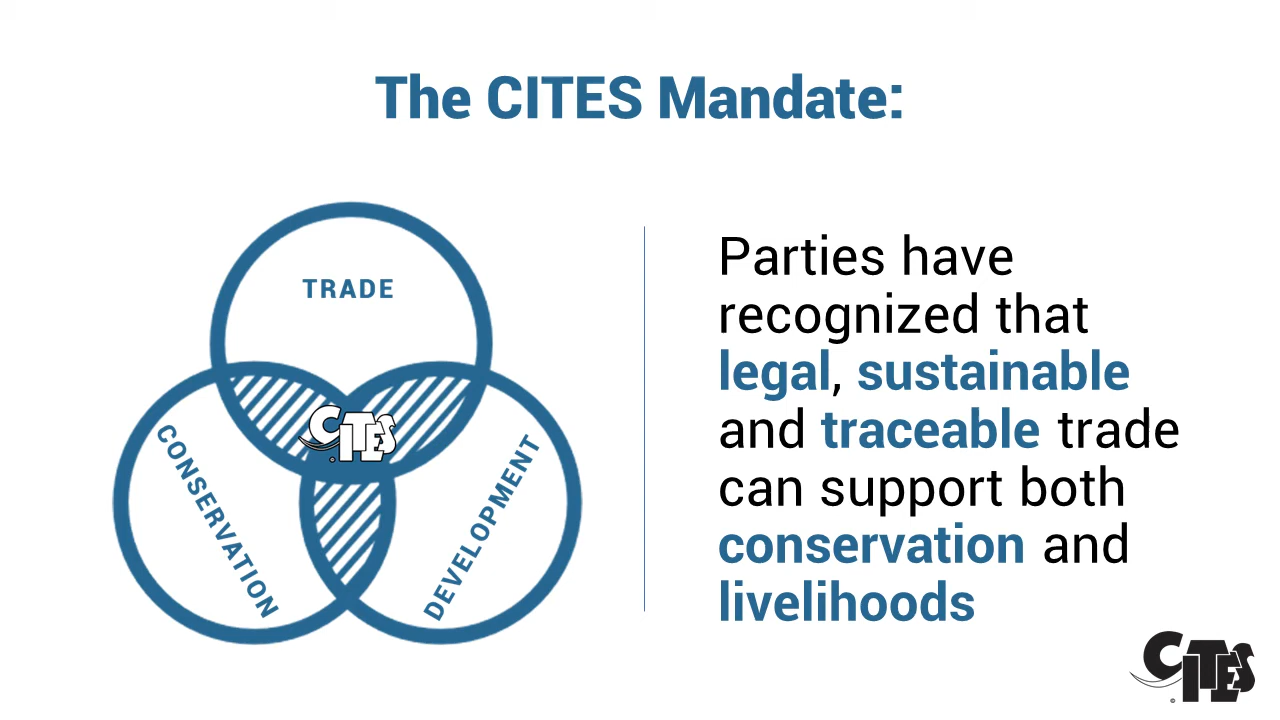 The CITES Mandate:
TRADE
CITES
CONSERVATION
DEVELOPMENT
Parties have
recognized that
legal, sustainable
and traceable trade
can support both
conservation and
livelihoods
CITES
®